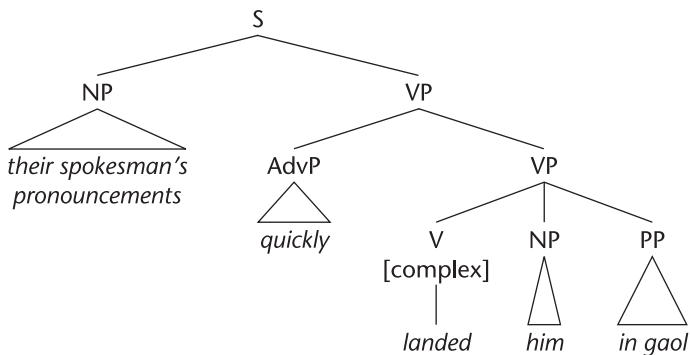 S
NP VP
their spokesman's
pronouncements
AdvP VP
quickly
V NP PP
[complex]
landed him in gaol